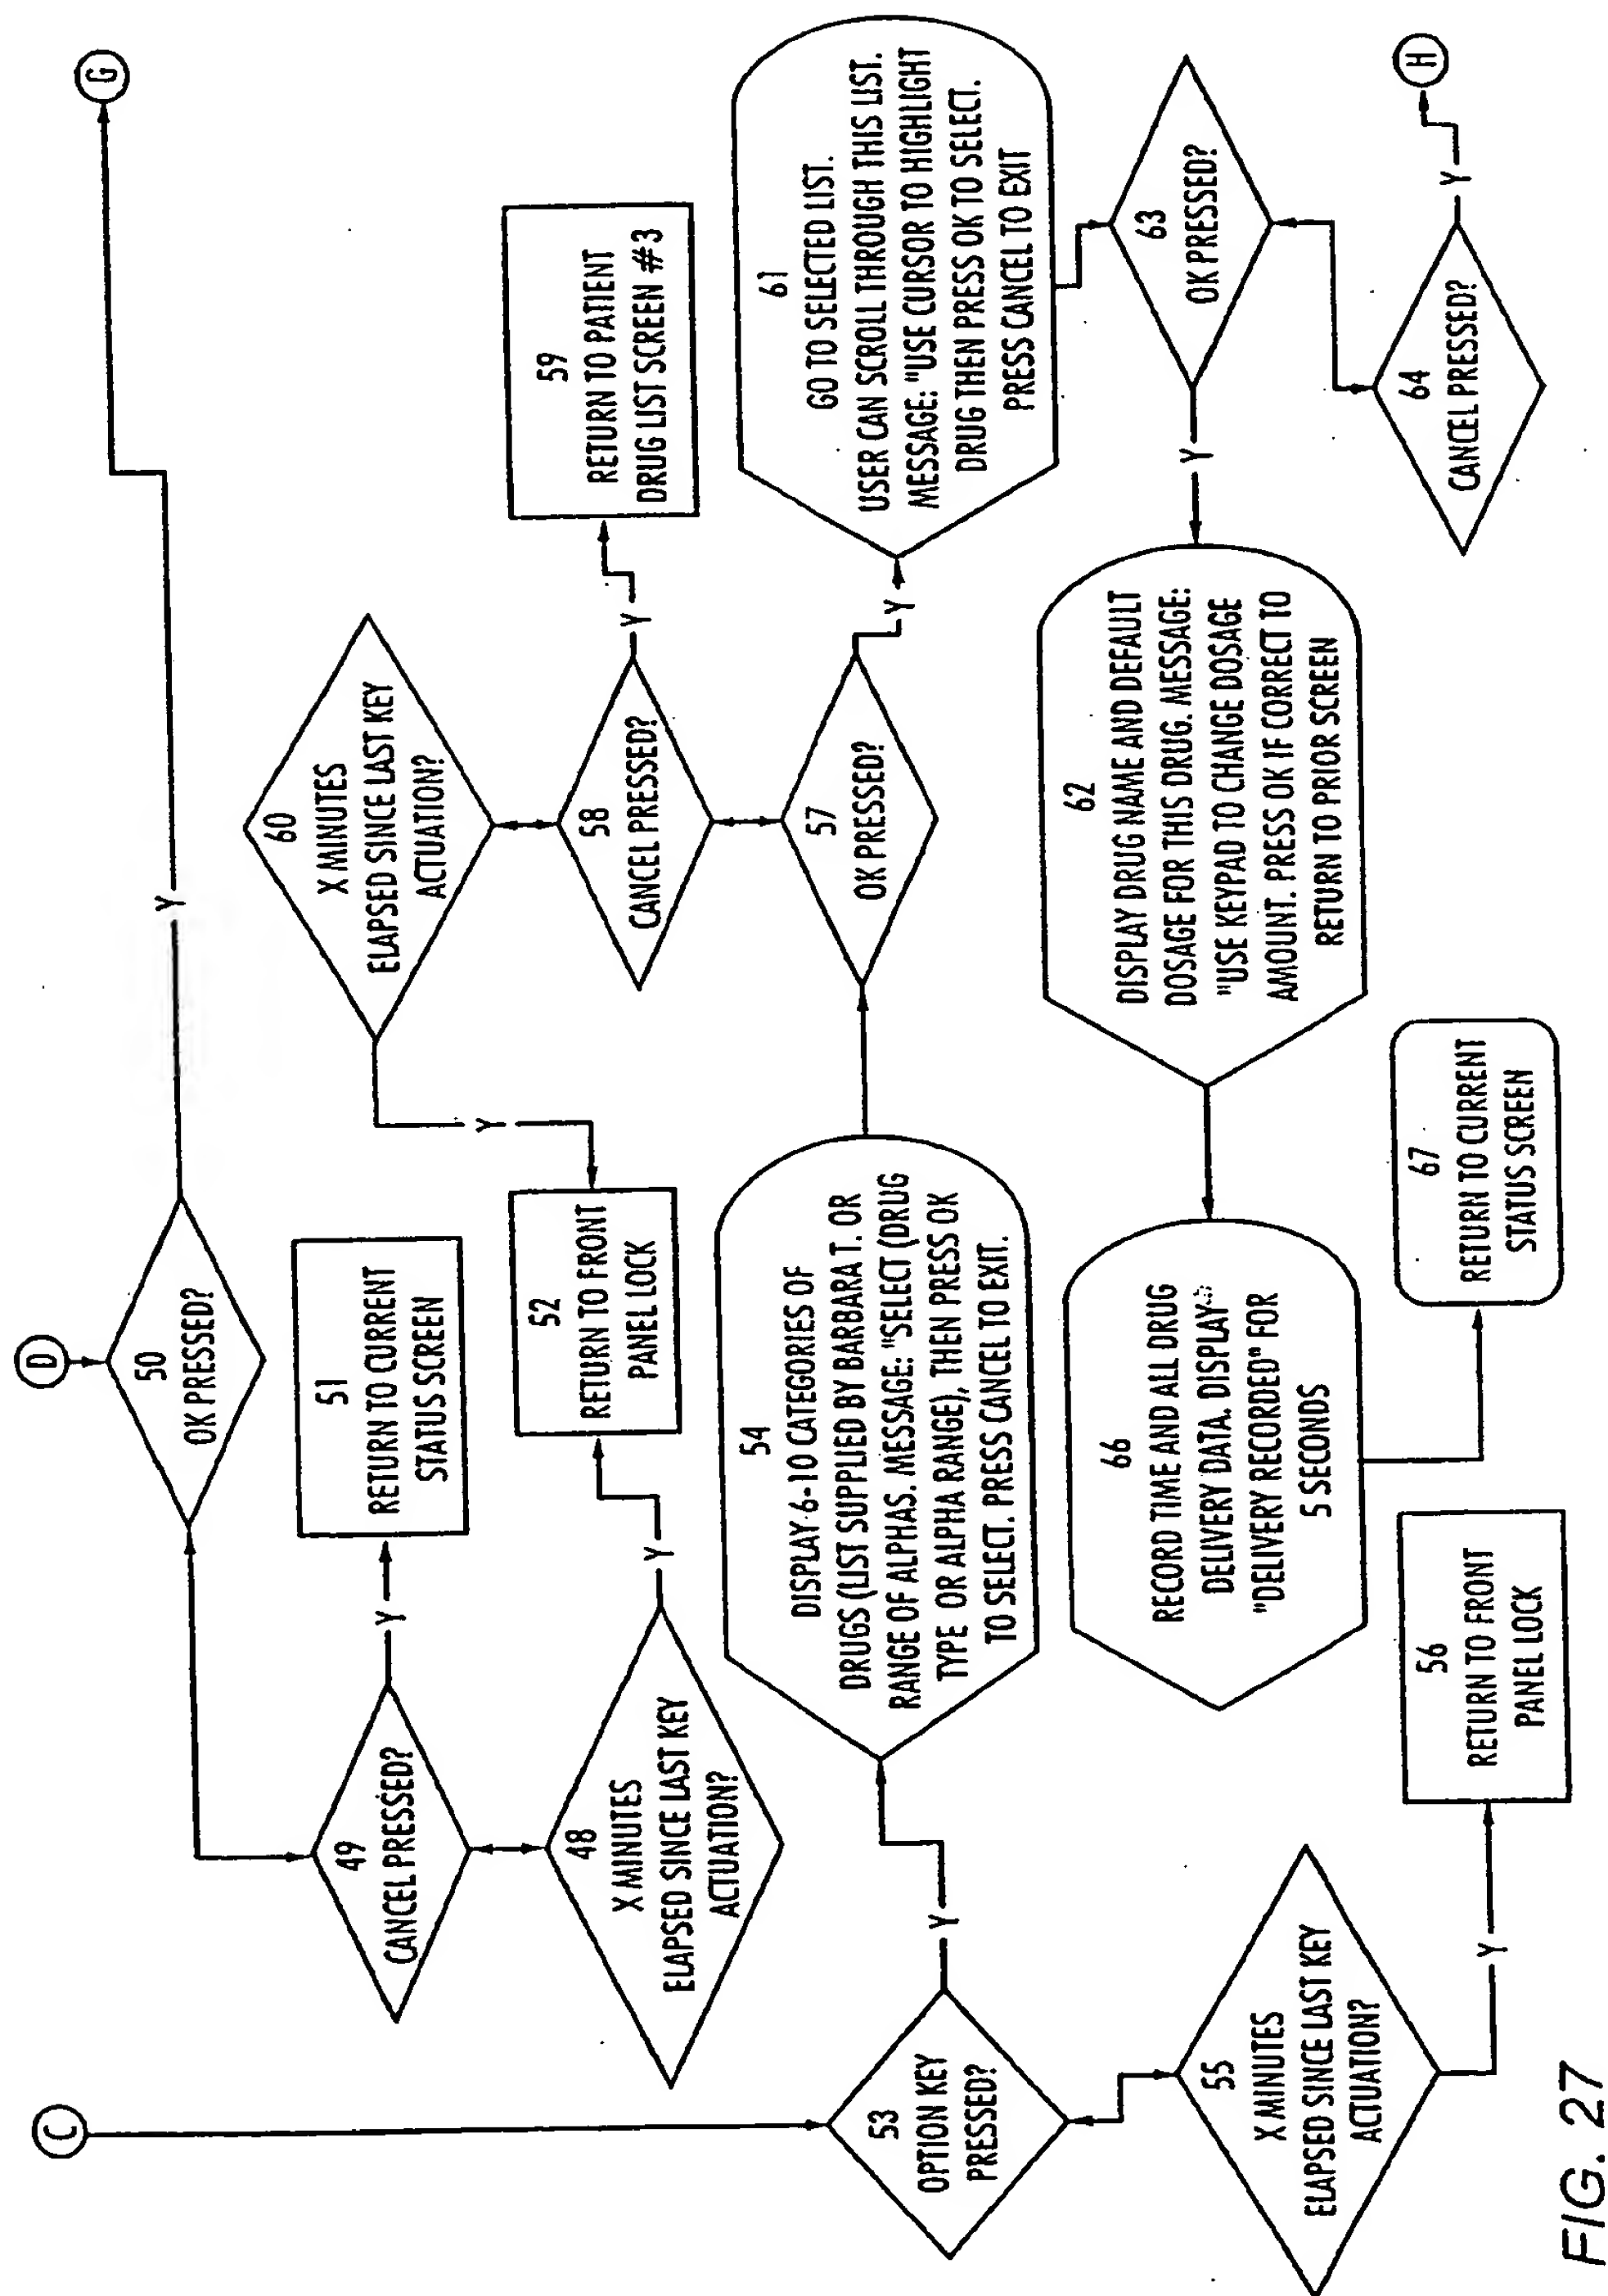 D
50
OK PRESSED?
Y
G
49
CANCEL PRESSED?
Y
51
RETURN TO CURRENT
STATUS SCREEN
48
X MINUTES
ELAPSED SINCE LAST KEY
ACTUATION?
Y
52
RETURN TO FRONT
PANEL LOCK
Y
60
X MINUTES
ELAPSED SINCE LAST KEY
ACTUATION?
58
CANCEL PRESSED?
Y
59
RETURN TO PATIENT
DRUG LIST SCREEN #3
C
53
OPTION KEY
PRESSED?
Y
54
DISPLAY 6-10 CATEGORIES OF
DRUGS (LIST SUPPLIED BY BARBARA T. OR
RANGE OF ALPHAS. MESSAGE: "SELECT (DRUG
TYPE OR ALPHA RANGE), THEN PRESS OK
TO SELECT. PRESS CANCEL TO EXIT.
57
OK PRESSED?
Y
61
GO TO SELECTED LIST.
USER CAN SCROLL THROUGH THIS LIST.
MESSAGE: "USE CURSOR TO HIGHLIGHT
DRUG THEN PRESS OK TO SELECT.
PRESS CANCEL TO EXIT
55
X MINUTES
ELAPSED SINCE LAST KEY
ACTUATION?
Y
56
RETURN TO FRONT
PANEL LOCK
66
RECORD TIME AND ALL DRUG
DELIVERY DATA. DISPLAY
"DELIVERY RECORDED" FOR
5 SECONDS
67
RETURN TO CURRENT
STATUS SCREEN
62
DISPLAY DRUG NAME AND DEFAULT
DOSAGE FOR THIS DRUG. MESSAGE:
"USE KEYPAD TO CHANGE DOSAGE
AMOUNT. PRESS OK IF CORRECT TO
RETURN TO PRIOR SCREEN
Y
63
OK PRESSED?
64
CANCEL PRESSED?
Y
H
FIG. 27